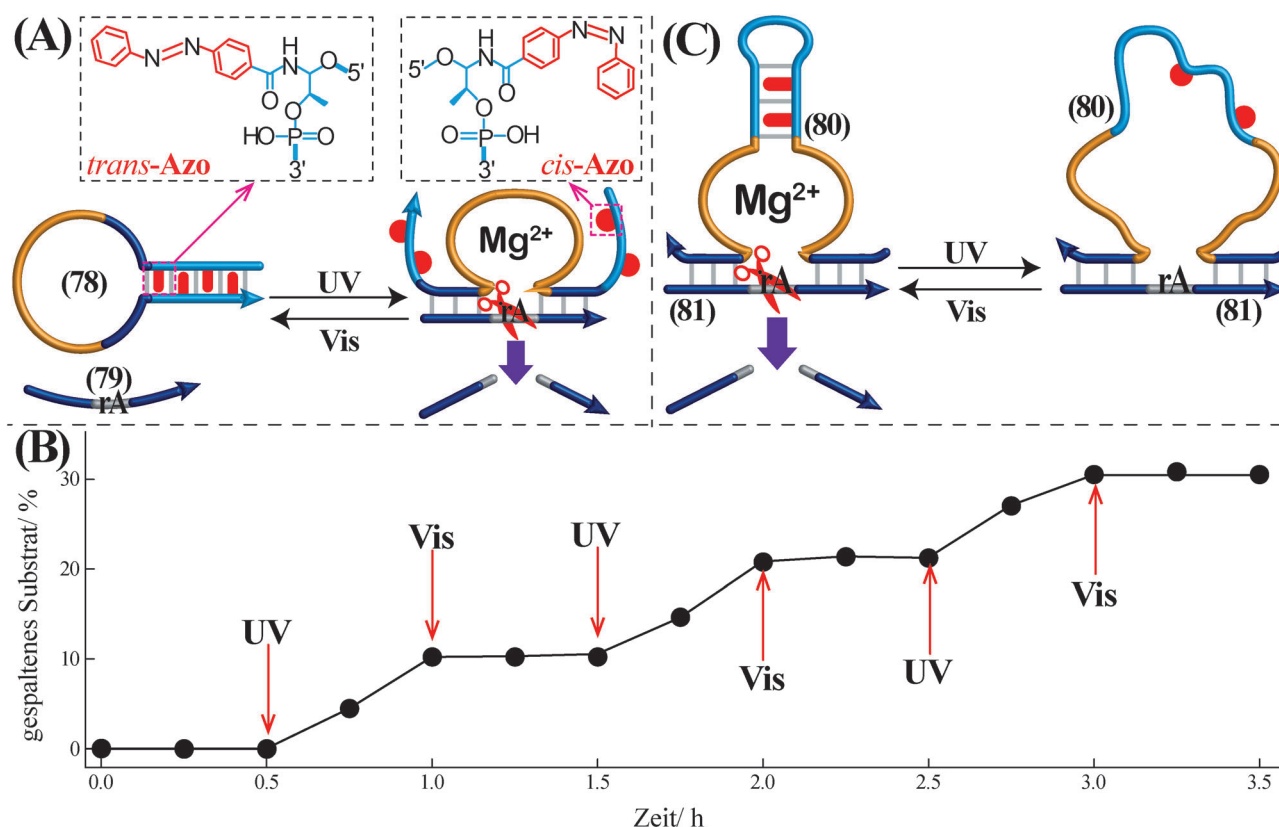 (A)
N
N
O
N
H
O
5'
O
HO
P
O
3'
trans-Azo
5'
O
H
N
O
N
N
O
O
P
OH
3'
cis-Azo
(78)
(79)
rA
UV
Vis
Mg2+
rA
(C)
(80)
Mg2+
rA
(81)
UV
Vis
(80)
rA
(81)
(B)
gespaltenes Substrat/ %
30
20
10
0
UV
Vis
UV
Vis
UV
Vis
0.0 0.5 1.0 1.5 2.0 2.5 3.0 3.5
Zeit/ h